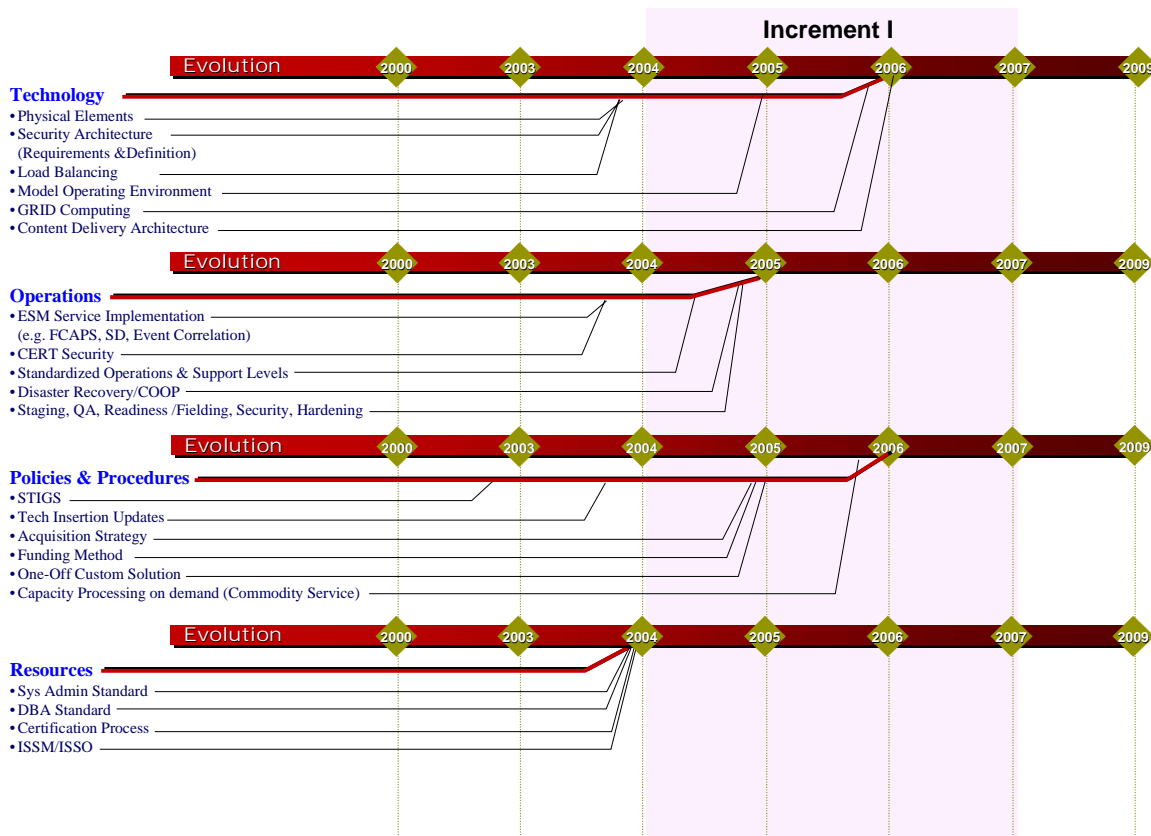 Increment I
Evolution 2000 2003 2004 2005 2006 2007 2009
Technology
• Physical Elements
• Security Architecture
(Requirements &Definition)
• Load Balancing
• Model Operating Environment
• GRID Computing
• Content Delivery Architecture
Evolution 2000 2003 2004 2005 2006 2007 2009
Operations
• ESM Service Implementation
(e.g. FCAPS, SD, Event Correlation)
• CERT Security
• Standardized Operations & Support Levels
• Disaster Recovery/COOP
• Staging, QA, Readiness /Fielding, Security, Hardening
Evolution 2000 2003 2004 2005 2006 2007 2009
Policies & Procedures
• STIGS
• Tech Insertion Updates
• Acquisition Strategy
• Funding Method
• One-Off Custom Solution
• Capacity Processing on demand (Commodity Service)
Evolution 2000 2003 2004 2005 2006 2007 2009
Resources
• Sys Admin Standard
• DBA Standard
• Certification Process
• ISSM/ISSO